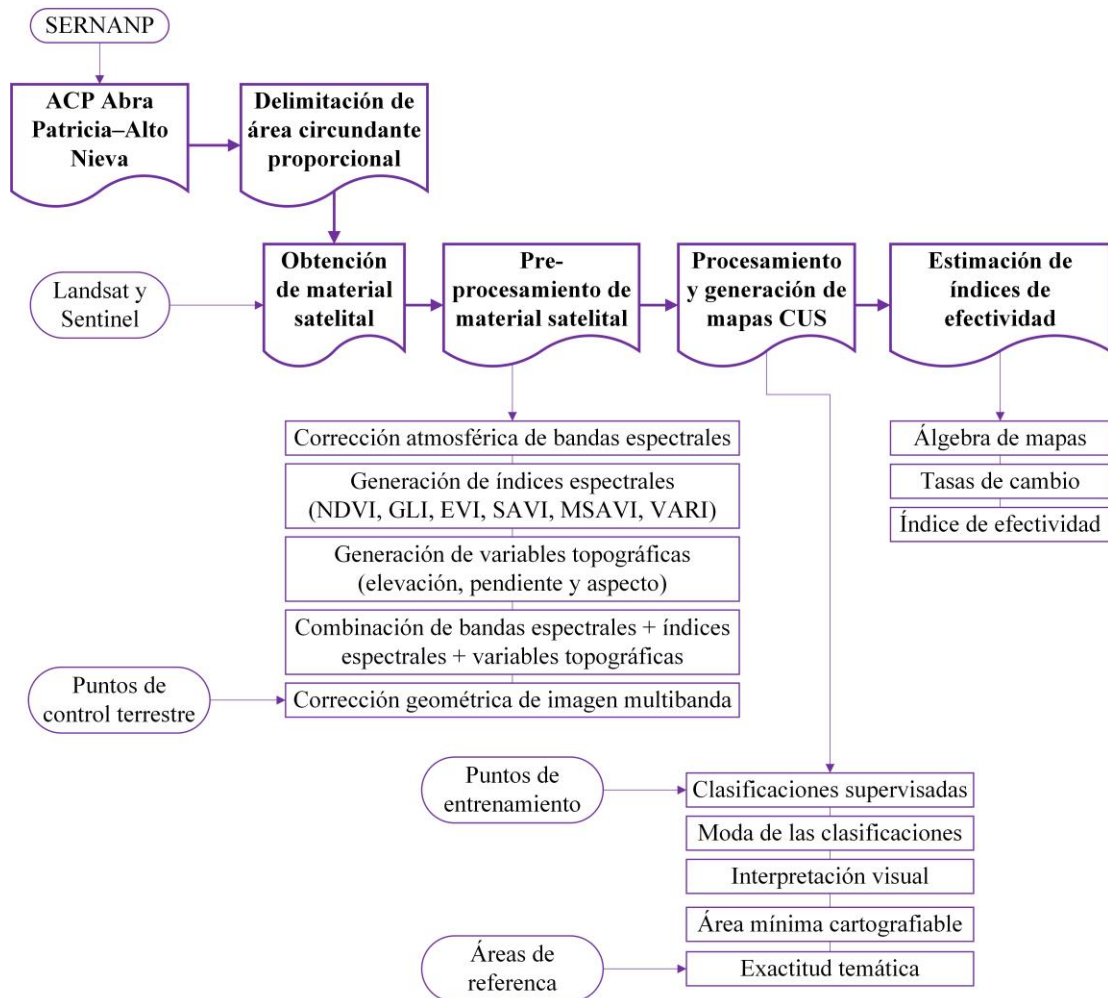 SERNANP
ACP Abra
Patricia–Alto
Nieva
Delimitación de
área circundante
proporcional
Landsat y
Sentinel
Obtención
de material
satelital
Pre-
procesamiento de
material satelital
Procesamiento
y generación de
mapas CUS
Estimación de
índices de
efectividad
Corrección atmosférica de bandas espectrales
Generación de índices espectrales
(NDVI, GLI, EVI, SAVI, MSAVI, VARI)
Generación de variables topográficas
(elevación, pendiente y aspecto)
Combinación de bandas espectrales + índices
espectrales + variables topográficas
Puntos de
control terrestre
Corrección geométrica de imagen multibanda
Álgebra de mapas
Tasas de cambio
Índice de efectividad
Puntos de
entrenamiento
Clasificaciones supervisadas
Moda de las clasificaciones
Interpretación visual
Área mínima cartografiable
Áreas de
referenca
Exactitud temática